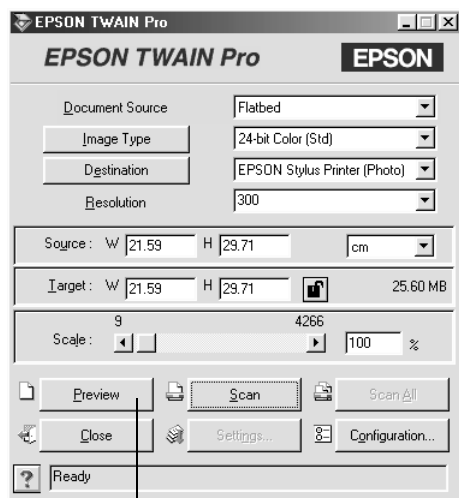 EPSON TWAIN Pro
EPSON TWAIN Pro EPSON
Document Source Flatbed
Image Type 24-bit Color (Std)
Destination EPSON Stylus Printer (Photo)
Resolution 300
Source : W 21.59 H 29.71 cm
Target : W 21.59 H 29.71 25.60 MB
9 4266
Scale : 100 %
Preview Scan Scan All
Close Settings... Configuration...
? Ready